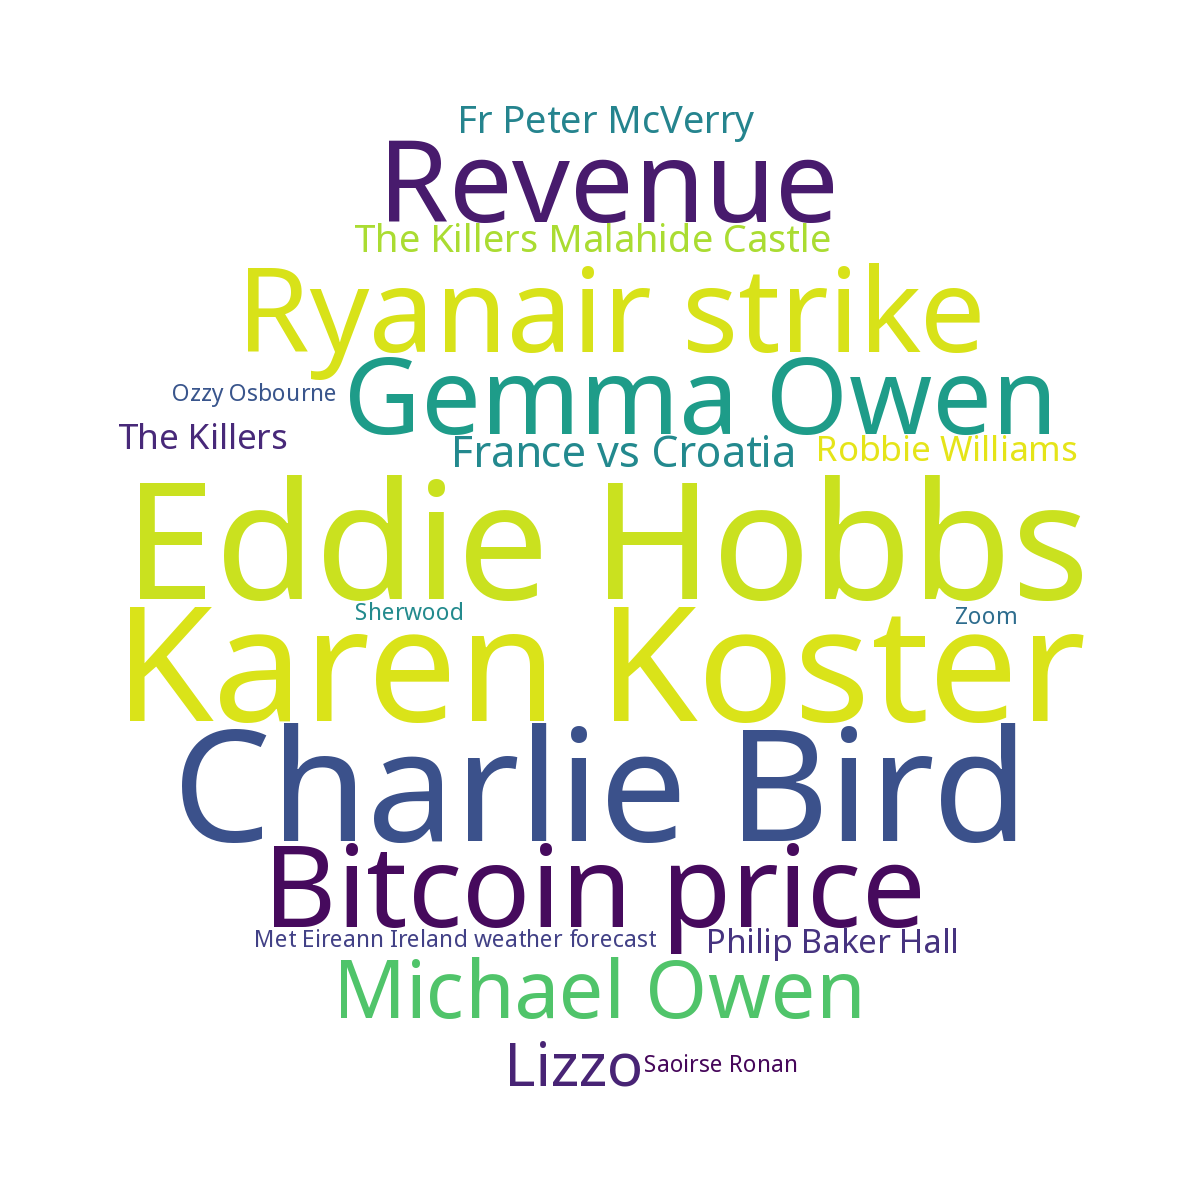 Fr Peter McVerry
Revenue
The Killers Malahide Castle
Ryanair strike
Ozzy Osbourne
Gemma Owen
The Killers
France vs Croatia
Robbie Williams
Eddie Hobbs
Sherwood
Zoom
Karen Koster
Charlie Bird
Bitcoin price
Met Eireann Ireland weather forecast
Philip Baker Hall
Michael Owen
Lizzo
Saoirse Ronan